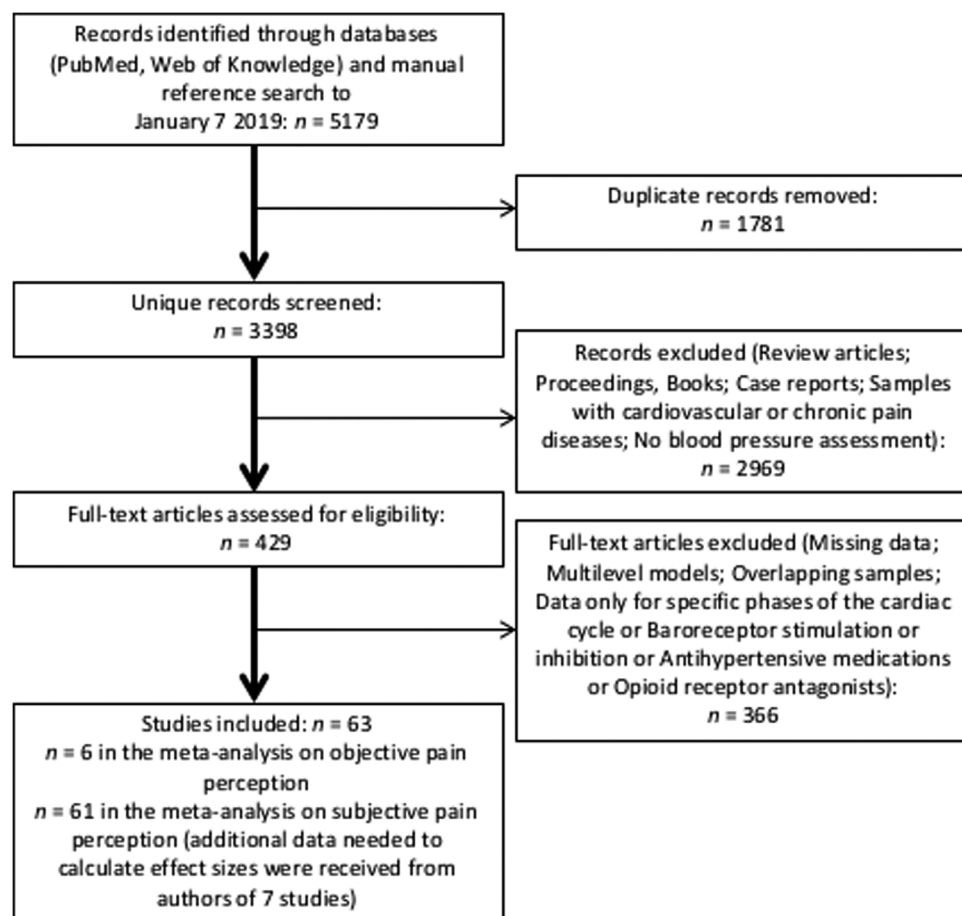 Records identified through databases
(PubMed, Web of Knowledge) and manual
reference search to
January 7 2019: n = 5179
Duplicate records removed:
n = 1781
Unique records screened:
n = 3398
Records excluded (Review articles;
Proceedings, Books; Case reports; Samples
with cardiovascular or chronic pain
diseases; No blood pressure assessment):
n = 2969
Full-text articles assessed for eligibility:
n = 429
Full-text articles excluded (Missing data;
Multilevel models; Overlapping samples;
Data only for specific phases of the cardiac
cycle or Baroreceptor stimulation or
inhibition or Antihypertensive medications
or Opioid receptor antagonists):
n = 366
Studies included: n = 63
n = 6 in the meta-analysis on objective pain
perception
n = 61 in the meta-analysis on subjective pain
perception (additional data needed to
calculate effect sizes were received from
authors of 7 studies)